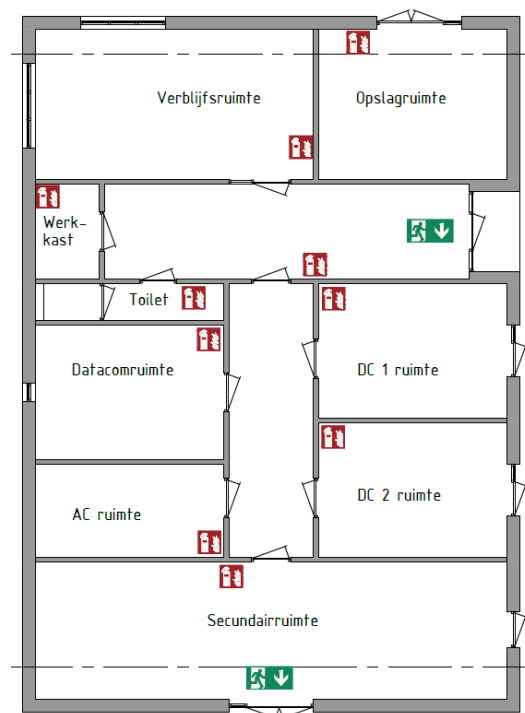 Verblijfsruimte
Opslagruimte
Werk-
kast
Toilet
Datacomruimte
DC 1 ruimte
DC 2 ruimte
AC ruimte
Secundairruimte